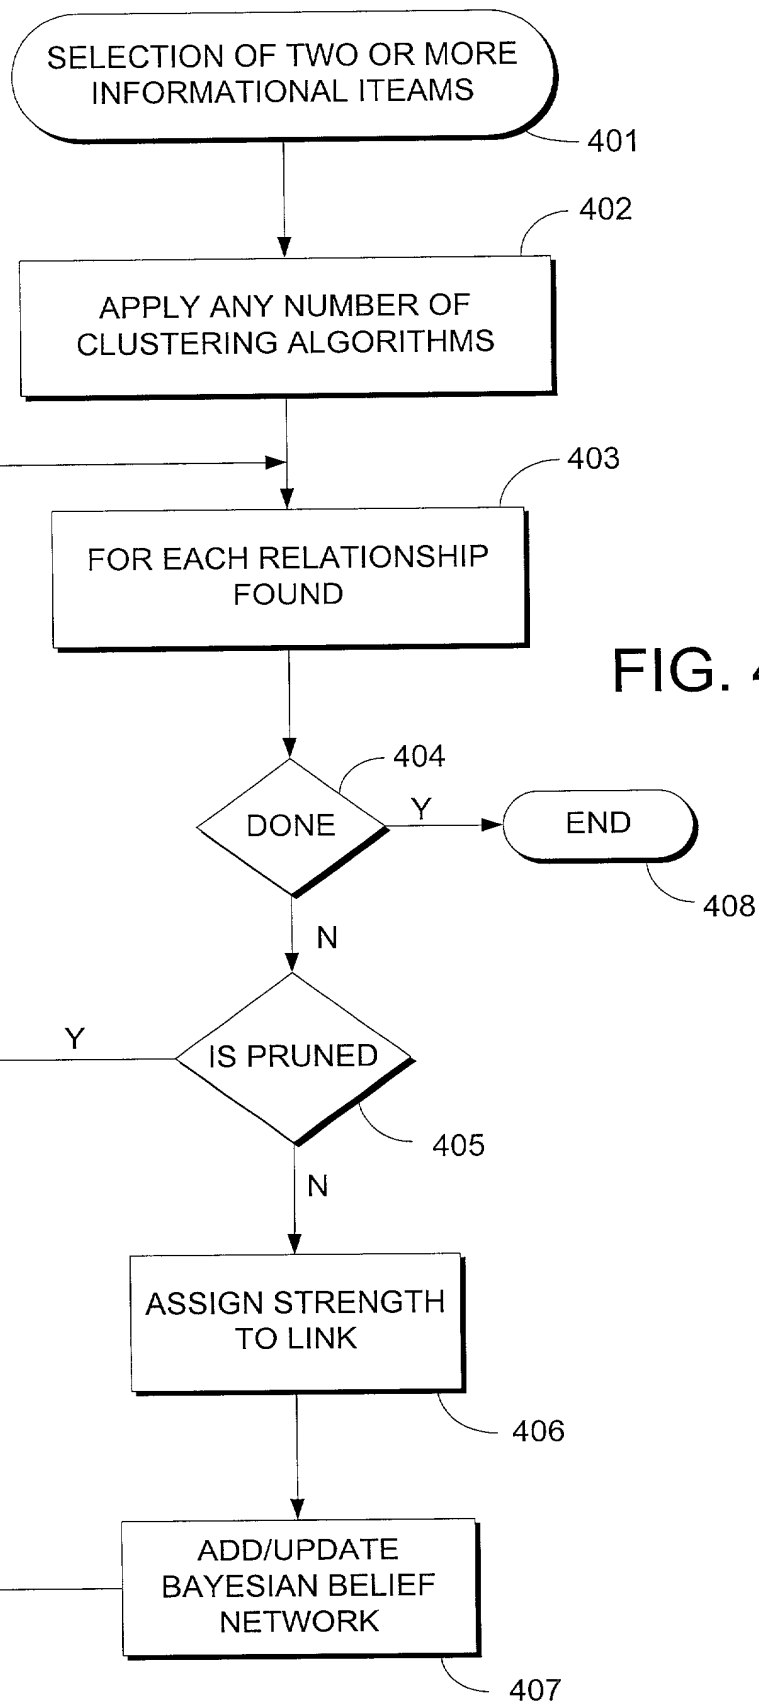 SELECTION OF TWO OR MORE
INFORMATIONAL ITEAMS
401
402
APPLY ANY NUMBER OF
CLUSTERING ALGORITHMS
403
FOR EACH RELATIONSHIP
FOUND
FIG. 4
404
DONE
Y
END
408
N
Y
IS PRUNED
405
N
ASSIGN STRENGTH
TO LINK
406
ADD/UPDATE
BAYESIAN BELIEF
NETWORK
407